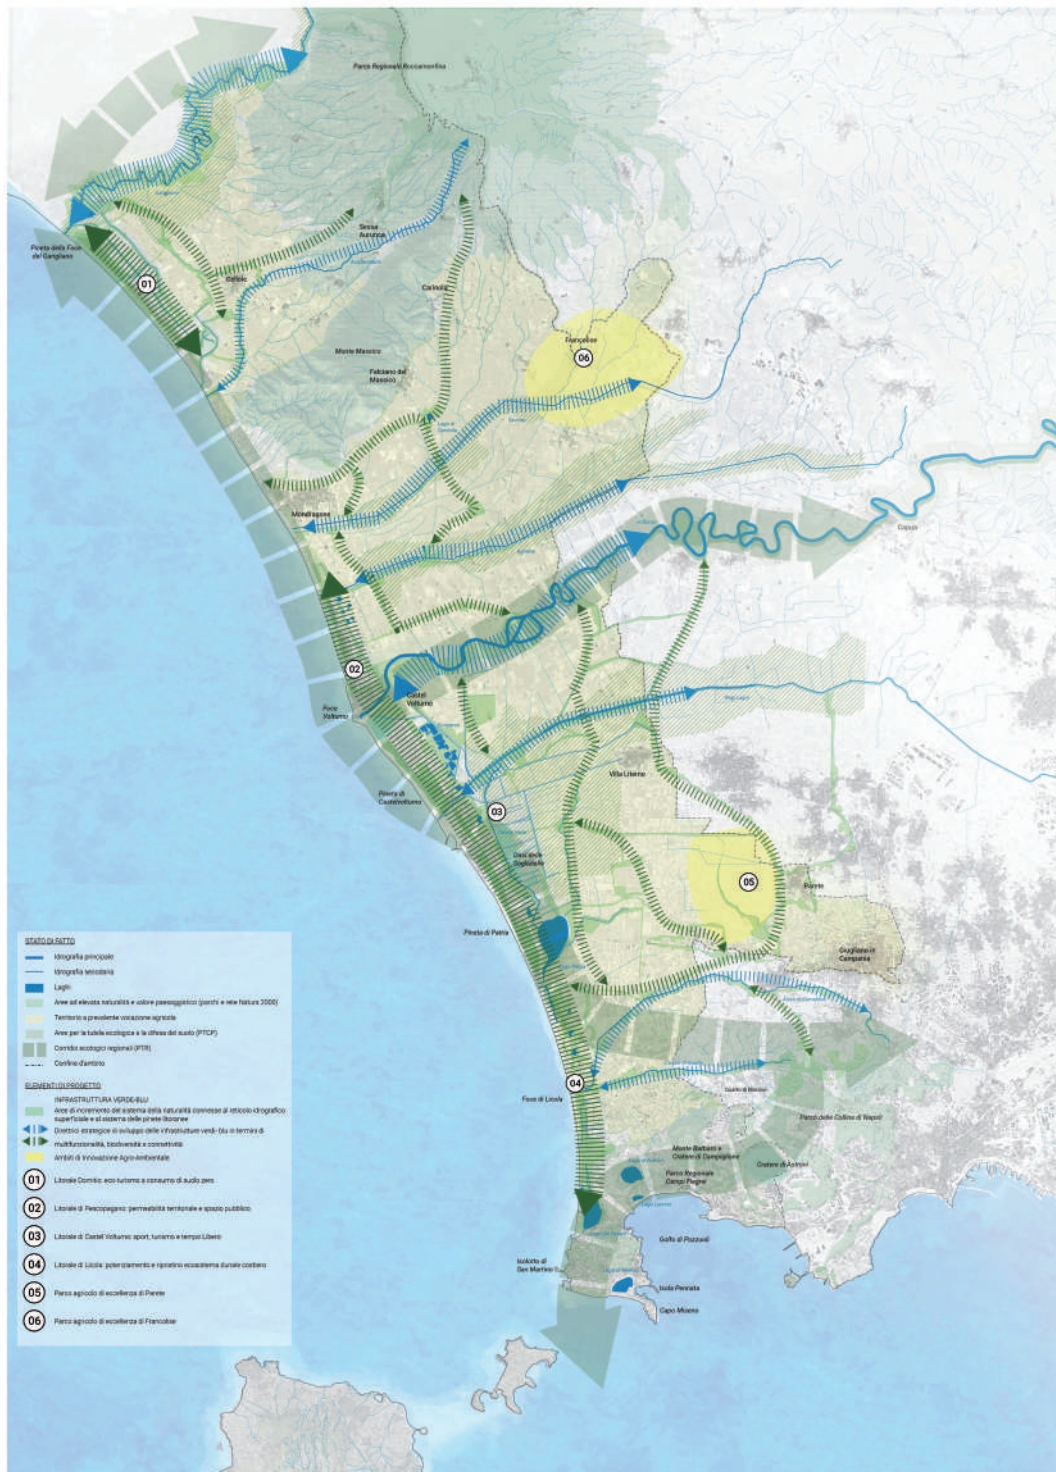 Parco Regionale Roccamonfina
Pineta della Foce
del Garigliano
Sessa
Aurunca
Cellole
Carinola
01
Francolise
06
Monte Massico
Falciano del
Massico
Lago di
Carinola
Mondragone
Capua
02
Castel
Volturno
Foce
Volturno
Regi Lagni
Pineta di
Castelvolturno
Villa Literno
03
Oasi delle
Soglitelle
05
Parete
Pineta di Patria
Giugliano in
Campania
04
Foce di Licola
Parco delle Colline di Napoli
Monte Barbaro e
Cratere di Campiglione
Cratere di Astroni
Parco Regionale
Campi Flegrei
Golfo di Pozzuoli
Isolotto di
San Martino
Isola Pennata
Capo Miseno
STATO DI FATTO
Idrografia principale
Idrografia secondaria
Laghi
Aree ad elevata naturalità e valore paesaggistico (parchi e rete Natura 2000)
Territorio a prevalente vocazione agricola
Aree per la tutela ecologica e la difesa del suolo (PTCP)
Corridoi ecologici regionali (PTR)
Confine d'ambito
ELEMENTI DI PROGETTO
INFRASTRUTTURA VERDE-BLU
Aree di incremento del sistema della naturalità connesse al reticolo idrografico
superficiale e al sistema delle pinete litoranee
Direttrici strategiche di sviluppo delle infrastrutture verdi-blu in termini di
multifunzionalità, biodiversità e connettività
Ambiti di Innovazione Agro-Ambientale
01 Litorale Domitio: eco-turismo a consumo di suolo zero
02 Litorale di Pescopagano: permeabilità territoriale e spazio pubblico
03 Litorale di Castel Volturno: sport, turismo e tempo Libero
04 Litorale di Licola: potenziamento e ripristino ecosistema dunale costiero
05 Parco agricolo di eccellenza di Parete
06 Parco agricolo di eccellenza di Francolise